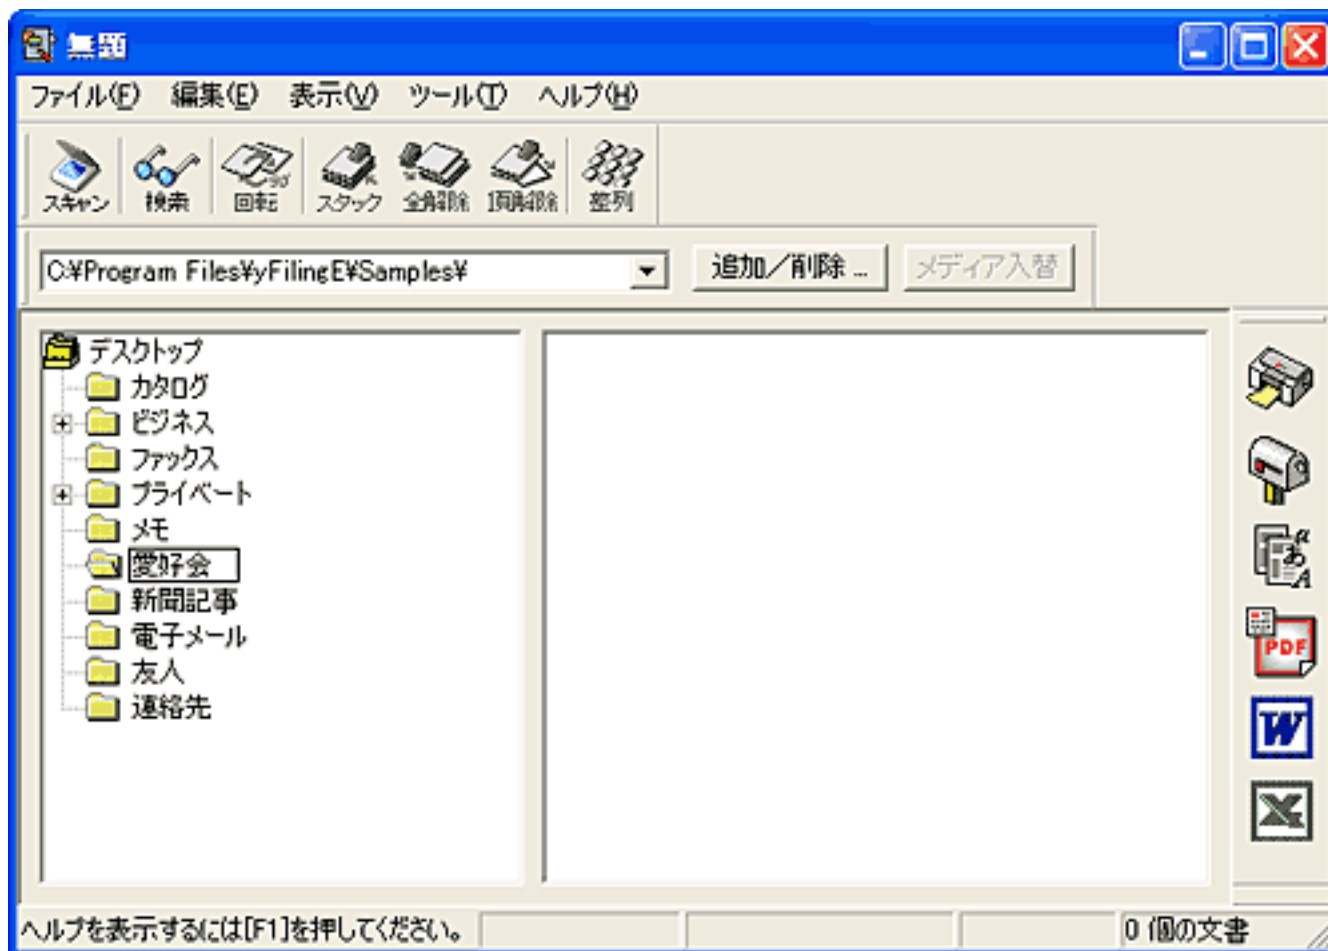 無題
ファイル(F) 編集(E) 表示(V) ツール(T) ヘルプ(H)
スキャン 検索 回転 スタック 全解除 1頁解除 整列
C:¥Program Files¥yFilingE¥Samples¥ 追加／削除 ... メディア入替
デスクトップ
カタログ
ビジネス
ファックス
プライベート
メモ
愛好会
新聞記事
電子メール
友人
連絡先
α
あ
A
PDF
W
X
ヘルプを表示するには[F1]を押してください。 0 個の文書